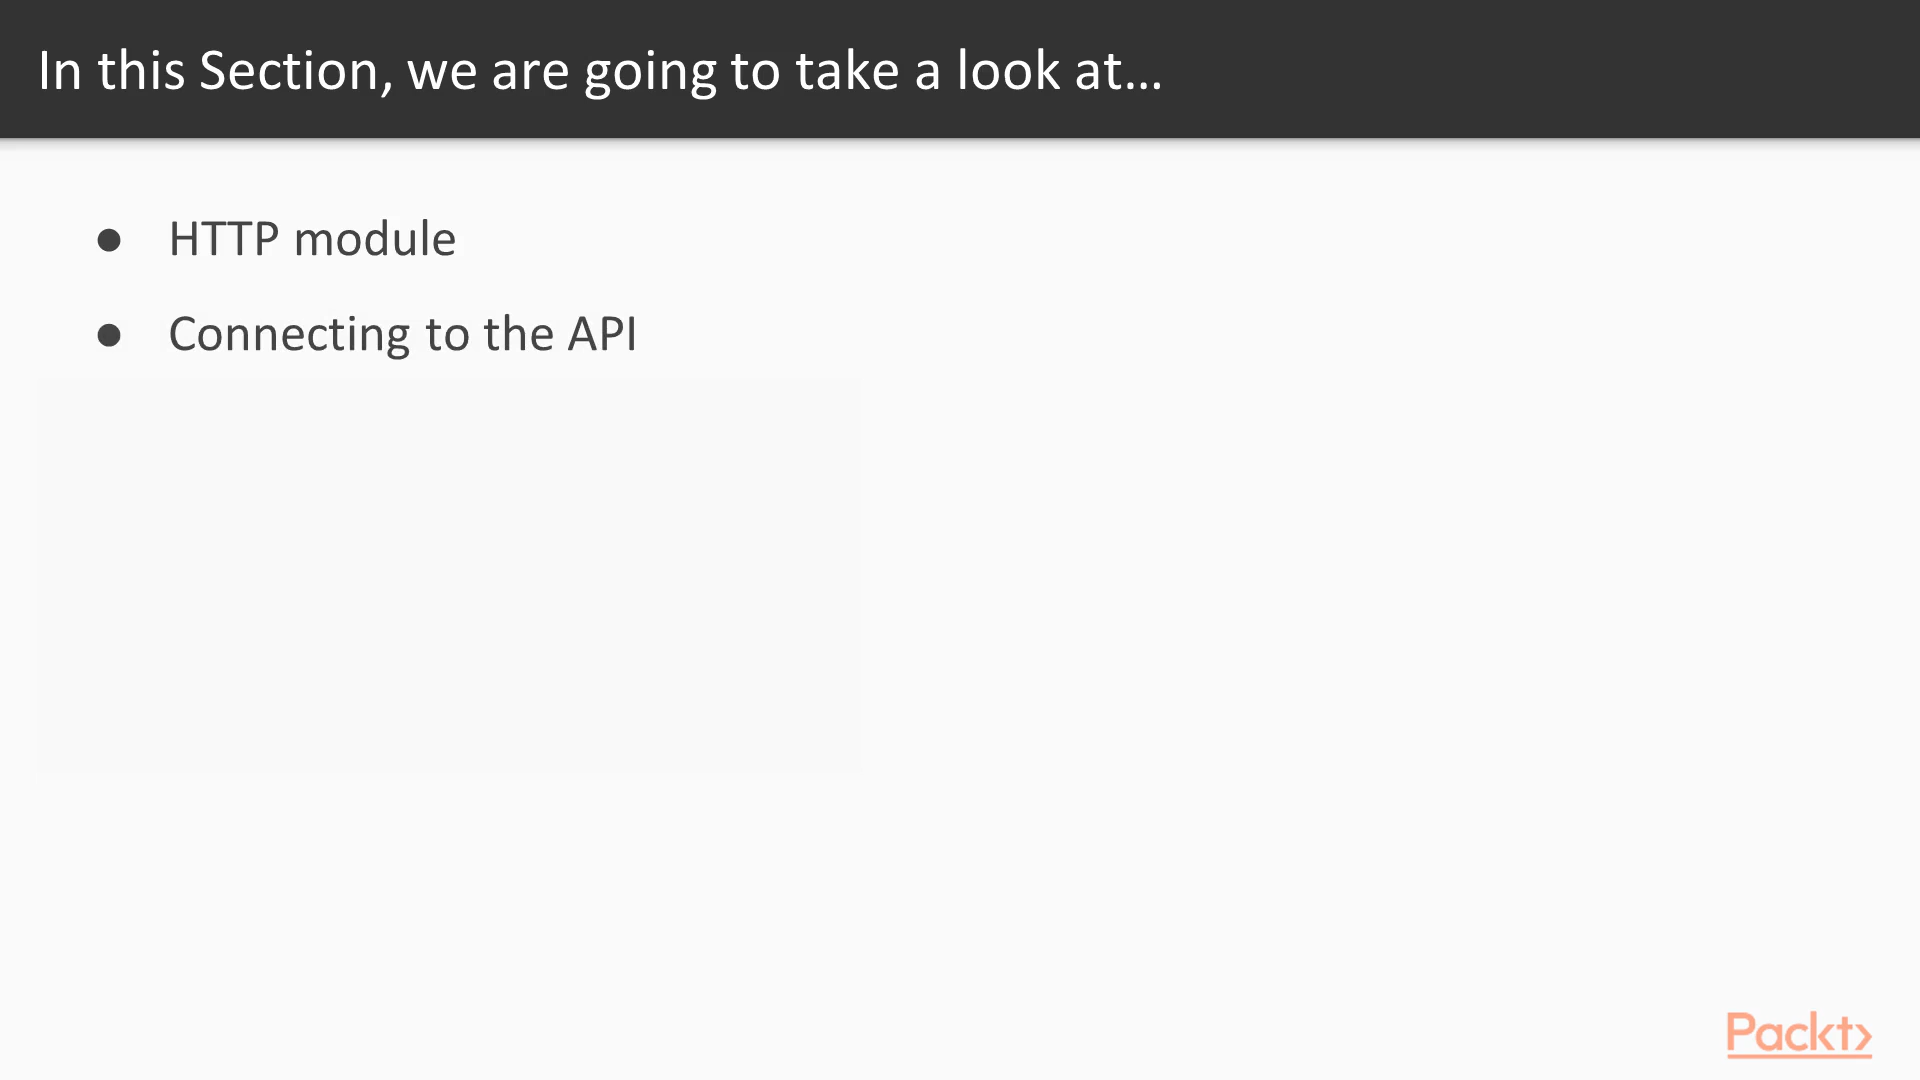 In this Section, we are going to take a look at...
● HTTP module
● Connecting to the API
Packt>